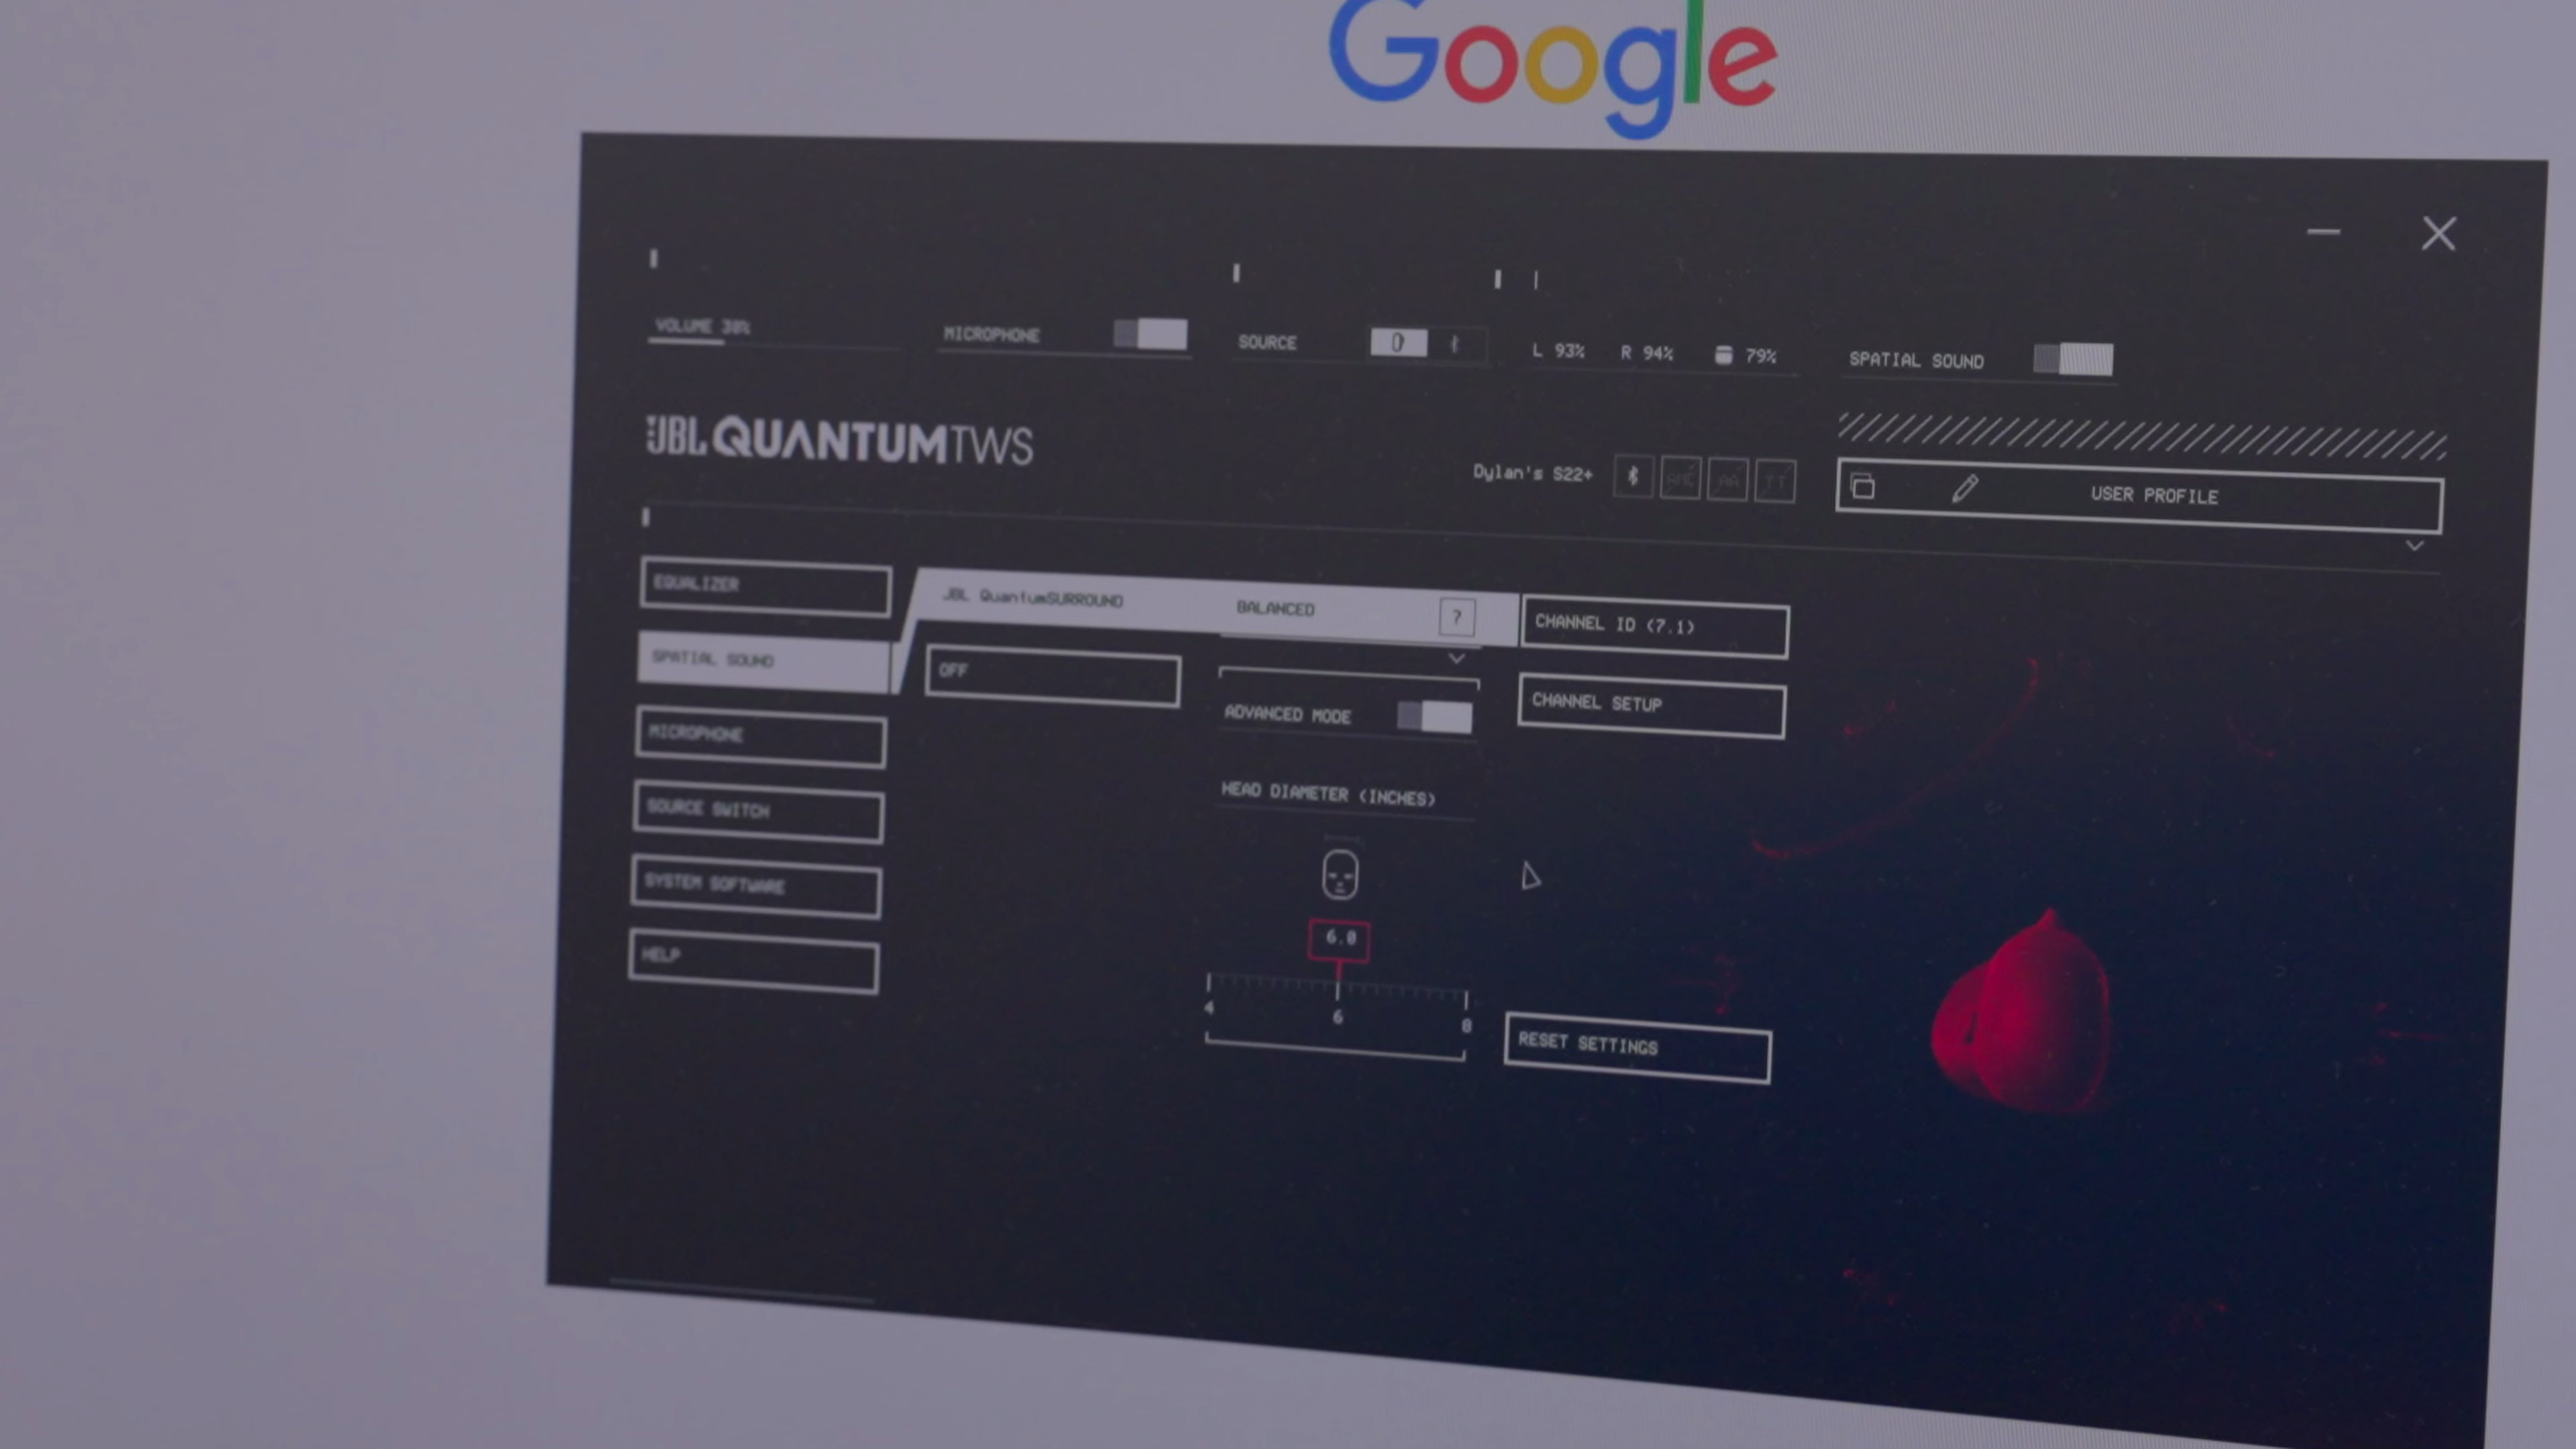 Google
VOLUME 30%
MICROPHONE
SOURCE
L 93% R 94% 79%
SPATIAL SOUND
JBL QUANTUMTWS
Dylan's S22+
AA TT
USER PROFILE
EQUALIZER
SPATIAL SOUND
MICROPHONE
SOURCE SWITCH
SYSTEM SOFTWARE
HELP
JBL QuantumSURROUND
OFF
BALANCED ?
ADVANCED MODE
HEAD DIAMETER (INCHES)
6.0
4 6 8
CHANNEL ID (7.1)
CHANNEL SETUP
RESET SETTINGS